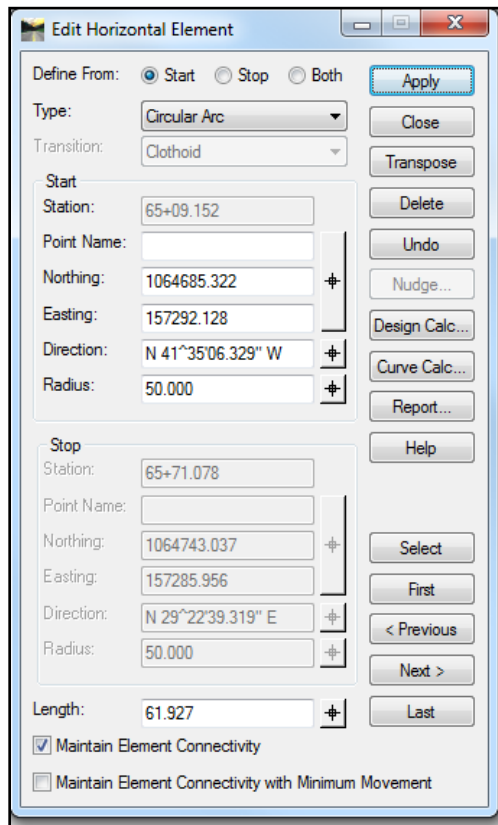 Edit Horizontal Element
Define From: Start Stop Both
Apply
Type: Circular Arc
Close
Transition: Clothoid
Transpose
Start
Station: 65+09.152
Delete
Point Name:
Undo
Northing: 1064685.322
Nudge...
Easting: 157292.128
Design Calc...
Direction: N 41^35'06.329" W
Curve Calc...
Radius: 50.000
Report...
Stop
Help
Station: 65+71.078
Point Name:
Northing: 1064743.037
Select
Easting: 157285.956
First
Direction: N 29^22'39.319" E
< Previous
Radius: 50.000
Next >
Length: 61.927
Last
Maintain Element Connectivity
Maintain Element Connectivity with Minimum Movement